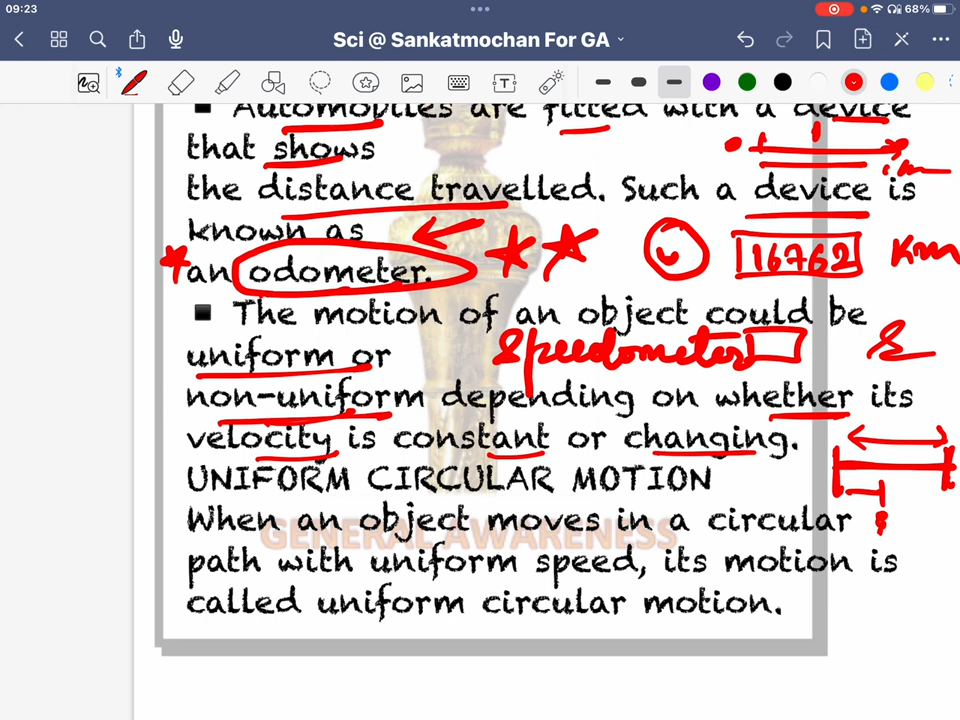 09:23
68%
Sci @ Sankatmochan For GA
Automobiles are fitted with a device
that shows
the distance travelled. Such a device is
known as
an odometer.
16762 Km
The motion of an object could be
uniform or
Speedometer
non-uniform depending on whether its
velocity is constant or changing.
UNIFORM CIRCULAR MOTION
When an object moves in a circular
GENERAL AWARENESS
path with uniform speed, its motion is
called uniform circular motion.